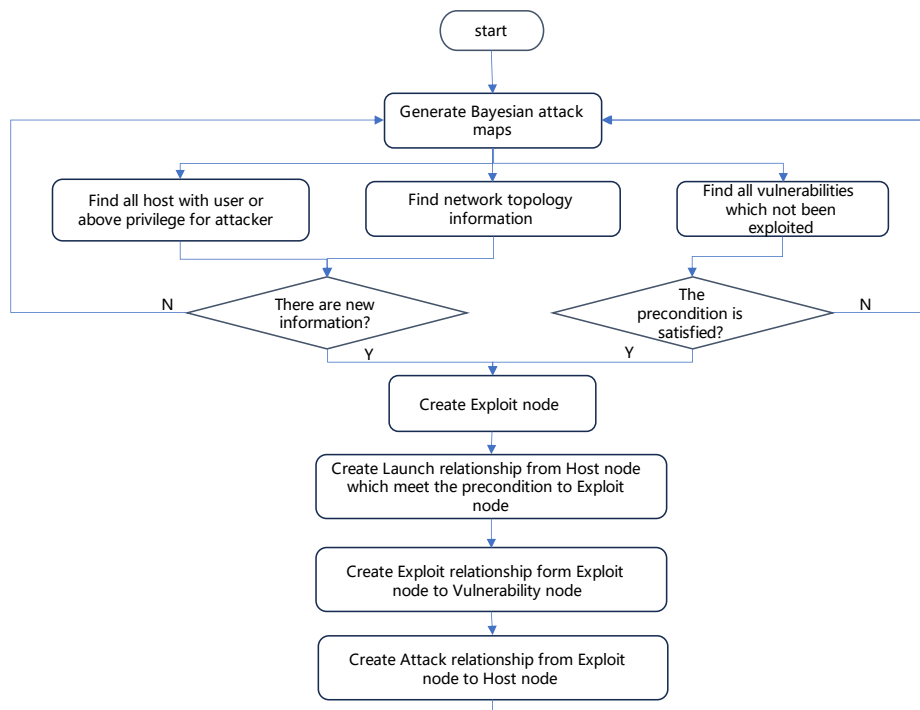 start
Generate Bayesian attack
maps
Find all host with user or
above privilege for attacker
Find network topology
information
Find all vulnerabilities
which not been
exploited
N
There are new
information?
The
precondition is
satisfied?
N
Y
Y
Create Exploit node
Create Launch relationship from Host node
which meet the precondition to Exploit
node
Create Exploit relationship form Exploit
node to Vulnerability node
Create Attack relationship from Exploit
node to Host node